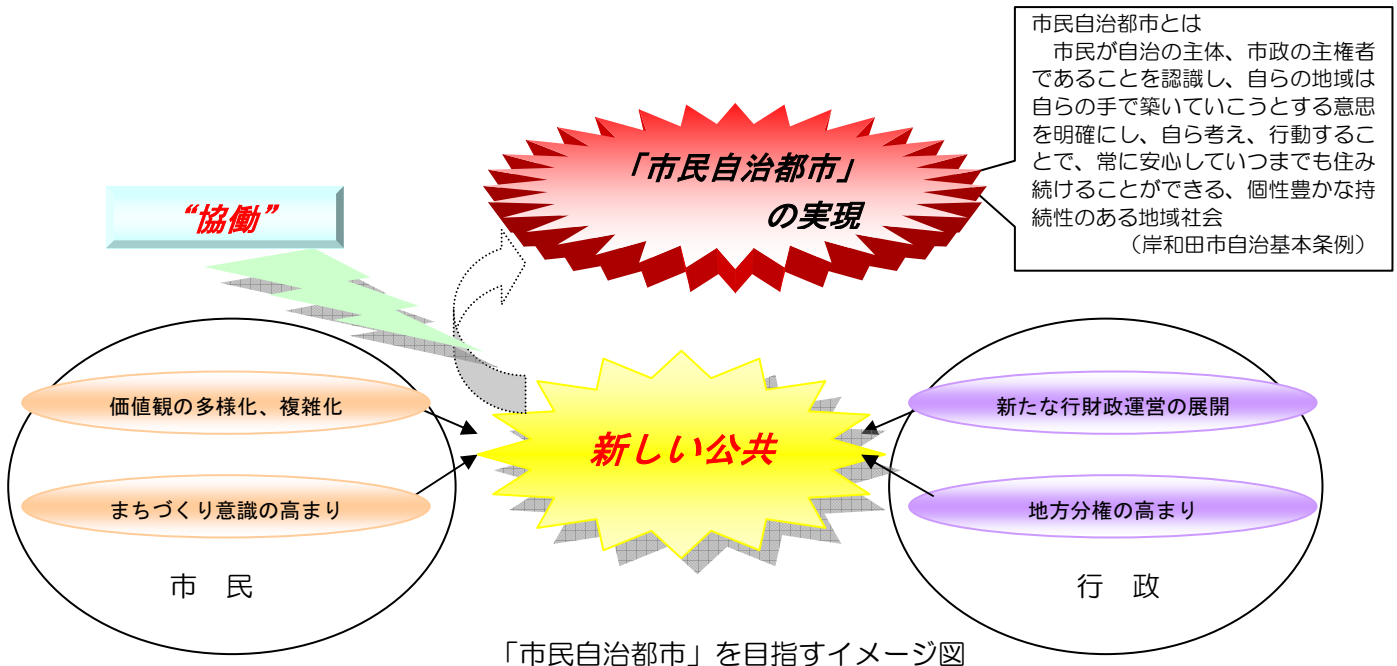 市民自治都市とは
　市民が自治の主体、市政の主権者
であることを認識し、自らの地域は
自らの手で築いていこうとする意思
を明確にし、自ら考え、行動するこ
とで、常に安心していつまでも住み
続けることができる、個性豊かな持
続性のある地域社会
（岸和田市自治基本条例）
「市民自治都市」
の実現
“協働”
価値観の多様化、複雑化
まちづくり意識の高まり
市　民
新しい公共
新たな行財政運営の展開
地方分権の高まり
行　政
「市民自治都市」を目指すイメージ図